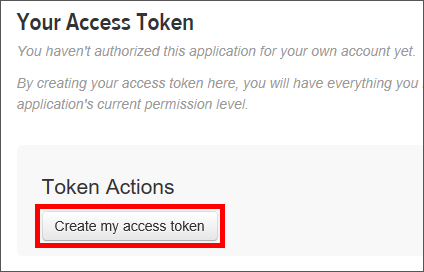 Your Access Token
You haven't authorized this application for your own account yet.
By creating your access token here, you will have everything you
application's current permission level.
Token Actions
Create my access token